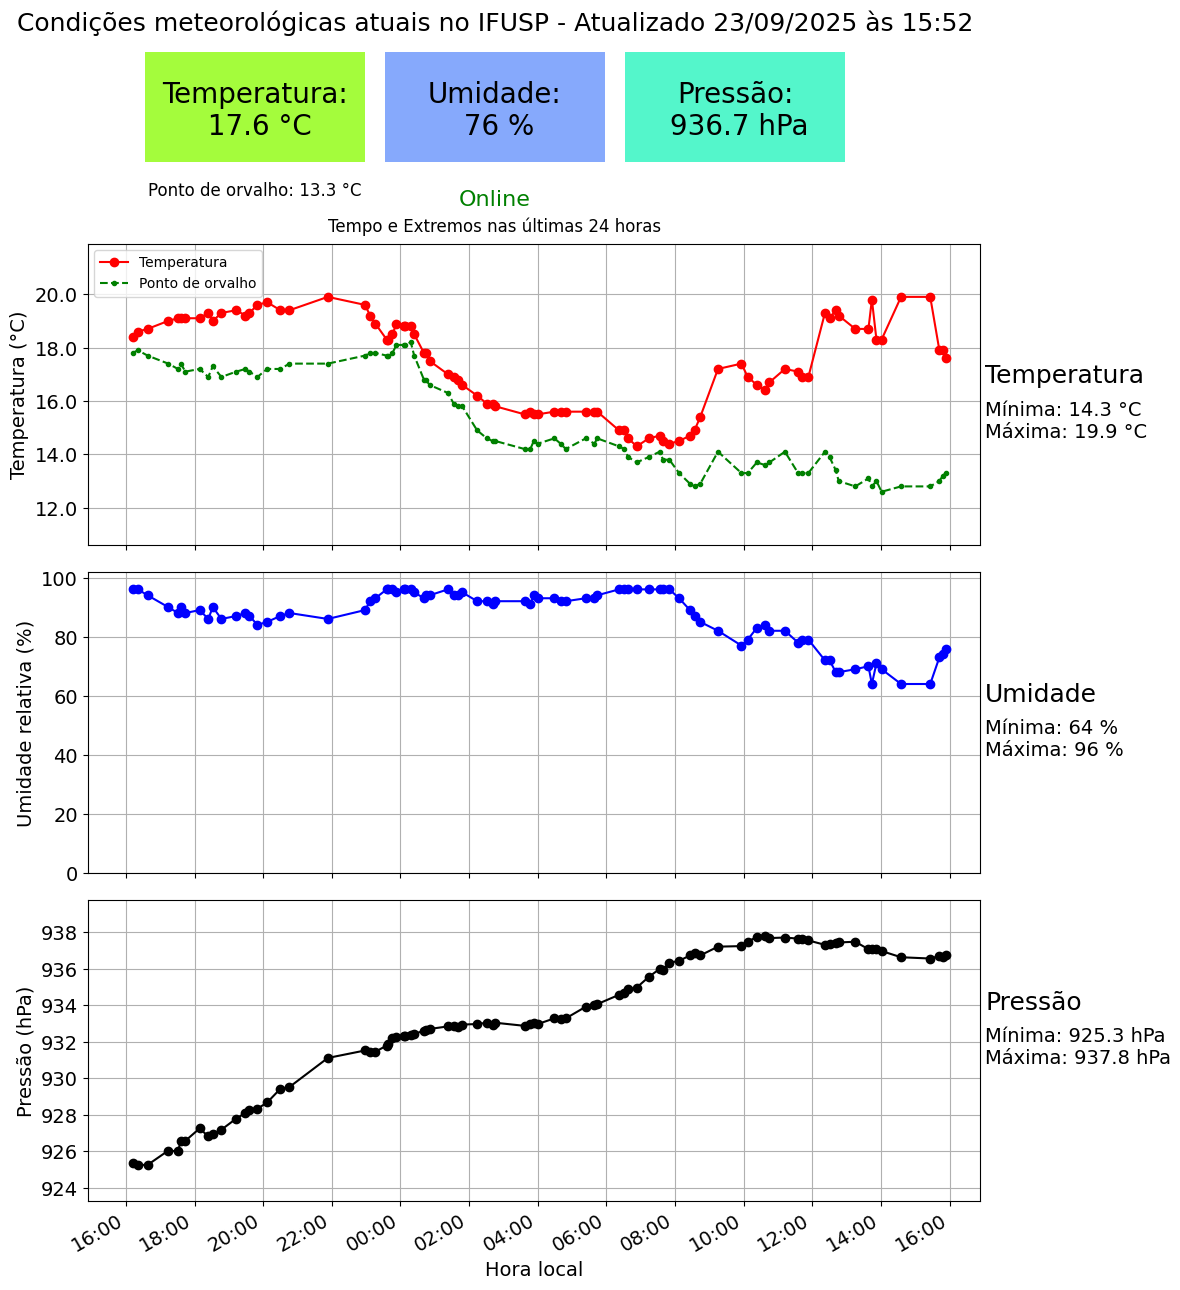 Condições meteorológicas atuais no IFUSP - Atualizado 23/09/2025 às 15:52
Temperatura:
17.6 °C
Umidade:
76 %
Pressão:
936.7 hPa
Ponto de orvalho: 13.3 °C
Online
Tempo e Extremos nas últimas 24 horas
Temperatura
Ponto de orvalho
Temperatura (°C)
20.0
18.0
16.0
14.0
12.0
Temperatura
Mínima: 14.3 °C
Máxima: 19.9 °C
Umidade relativa (%)
100
80
60
40
20
0
Umidade
Mínima: 64 %
Máxima: 96 %
Pressão (hPa)
938
936
934
932
930
928
926
924
Pressão
Mínima: 925.3 hPa
Máxima: 937.8 hPa
16:00 18:00 20:00 22:00 00:00 02:00 04:00 06:00 08:00 10:00 12:00 14:00 16:00
Hora local